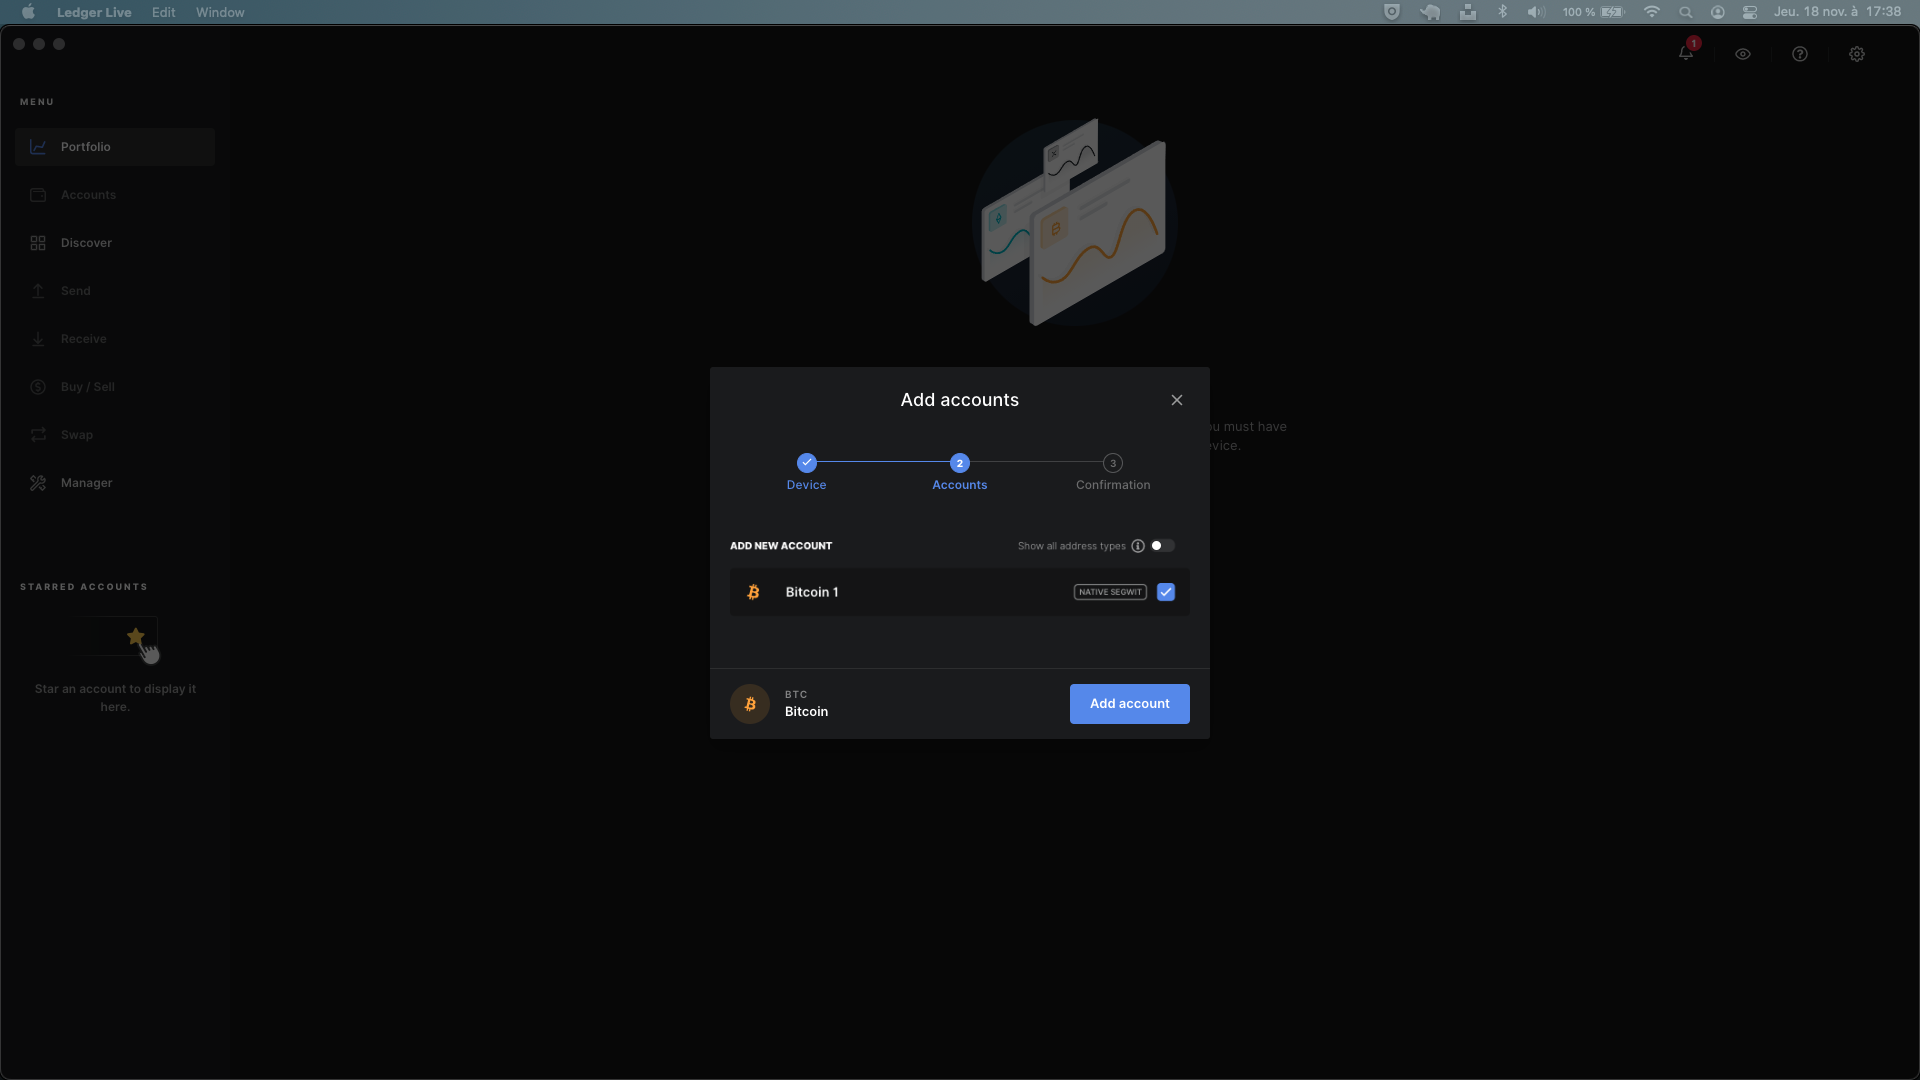 Ledger Live Edit Window 100 % Jeu. 18 nov. à 17:38
1
MENU
Portfolio
Accounts
Discover
Send
Receive
Buy / Sell
Swap
Manager
STARRED ACCOUNTS
Star an account to display it
here.
ou must have
evice.
Add accounts
2 3
Device Accounts Confirmation
ADD NEW ACCOUNT Show all address types
Bitcoin 1 NATIVE SEGWIT
BTC
Bitcoin
Add account